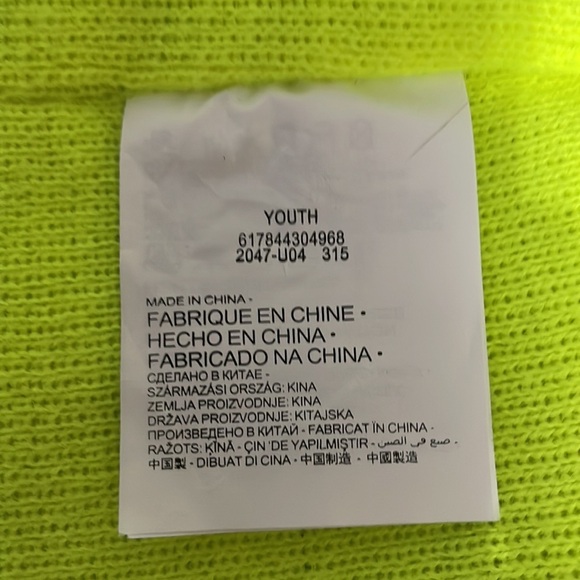 YOUTH
617844304968
2047-U04 315
MADE IN CHINA -
FABRIQUE EN CHINE •
HECHO EN CHINA •
FABRICADO NA CHINA •
СДЕЛАНО В КИТАЕ -
SZÁRMAZÁSI ORSZÁG: KINA
ZEMLJA PROIZVODNJE: KINA
DRŽAVA PROIZVODNJE: KITAJSKA
ПРОИЗВЕДЕНО В КИТАЙ - FABRICAT ÏN CHINA -
RAŽOTS: ĶĪNĀ - ÇIN 'DE YAPILMIŞTIR - صنع في الصين -
中国製 - DIBUAT DI CINA - 中国制造 - 中國製造